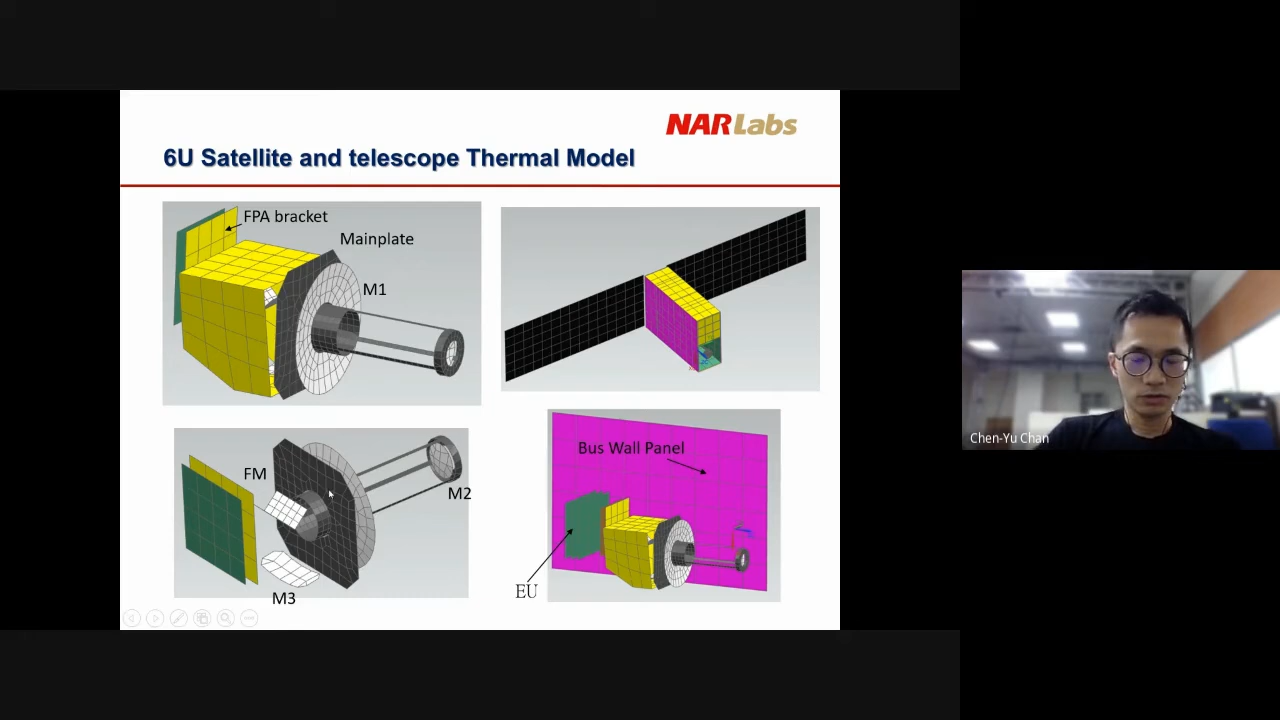 NARLabs
6U Satellite and telescope Thermal Model
FPA bracket
Mainplate
M1
FM
M2
M3
Bus Wall Panel
EU
Chen-Yu Chan